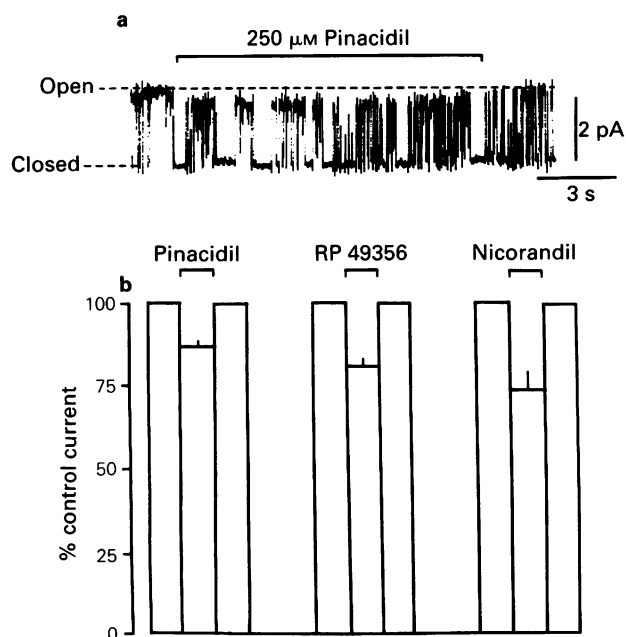 a
250 μM Pinacidil
Open
Closed
2 pA
3 s
b
Pinacidil RP 49356 Nicorandil
100
75
50
25
0
% control current